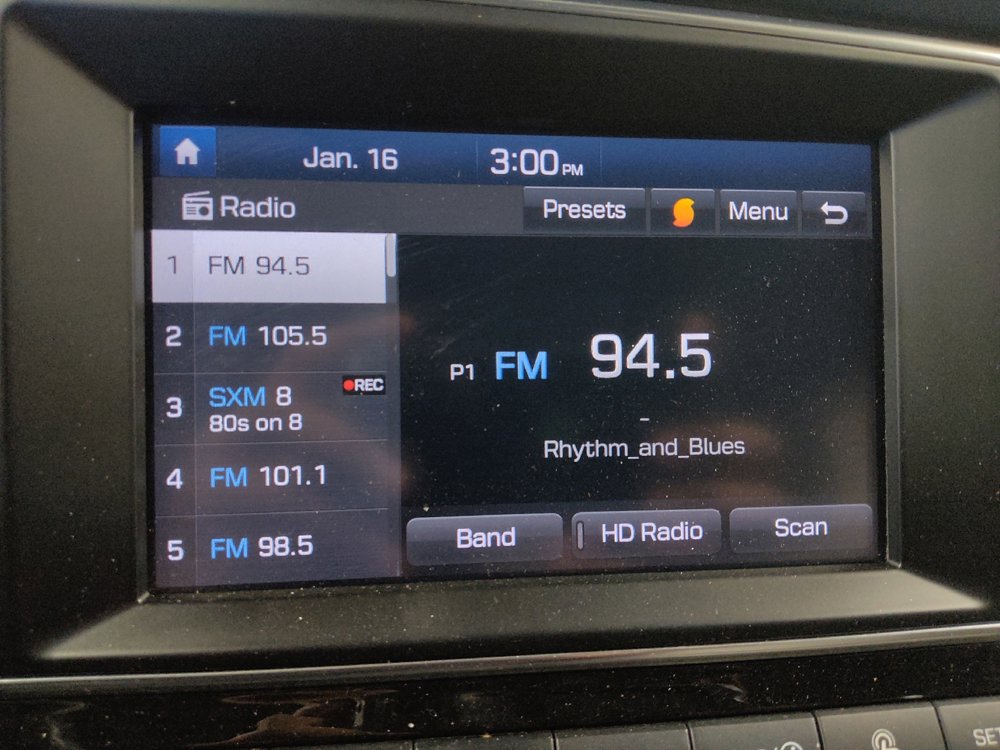 Jan. 16 3:00 PM
Radio Presets Menu
1 FM 94.5
2 FM 105.5
3 SXM 8 REC
80s on 8
4 FM 101.1
5 FM 98.5
P1 FM 94.5
-
Rhythm_and_Blues
Band HD Radio Scan